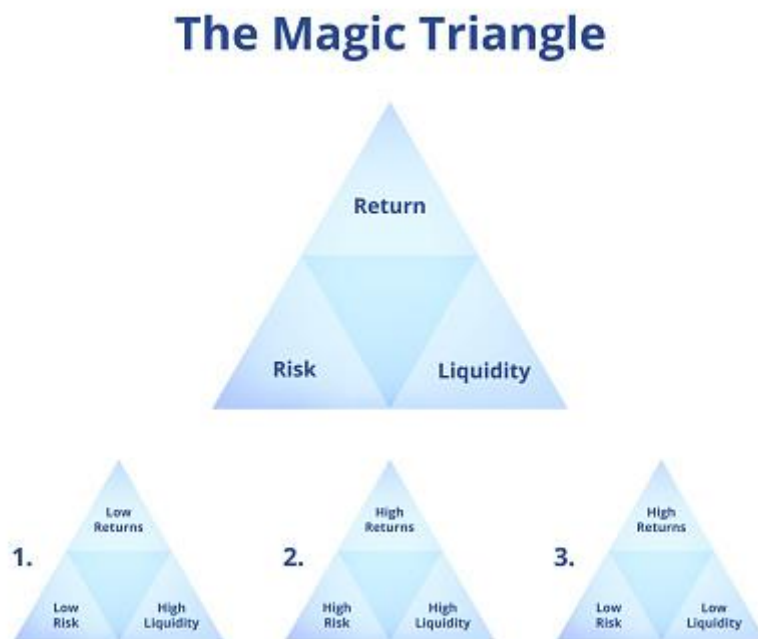 The Magic Triangle
Return
Risk
Liquidity
1.
Low
Returns
Low
Risk
High
Liquidity
2.
High
Returns
High
Risk
High
Liquidity
3.
High
Returns
Low
Risk
Low
Liquidity